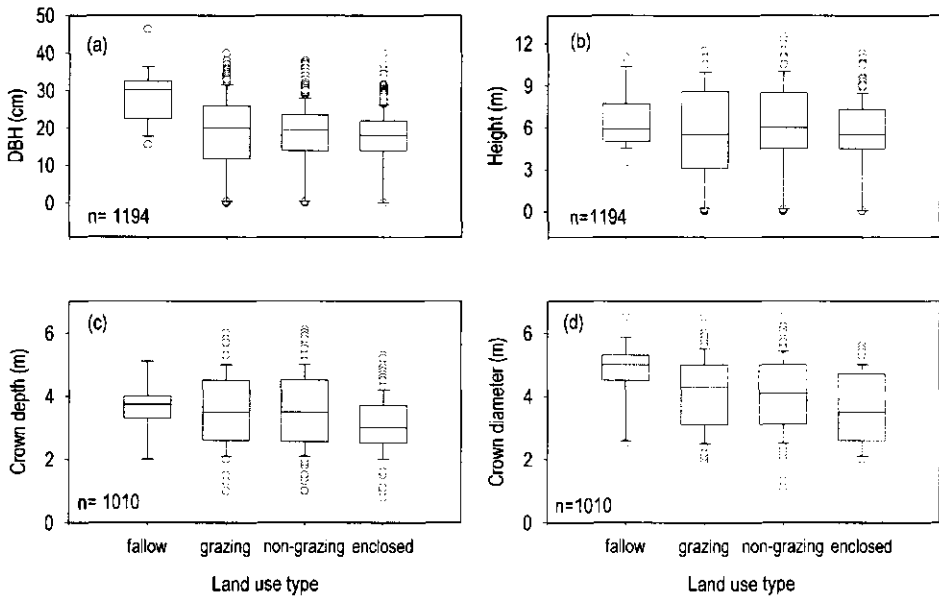 (a)
50
40
30
20
10
0
DBH (cm)
n= 1194
(b)
12
9
6
3
0
Height (m)
n=1194
(c)
6
4
2
0
Crown depth (m)
n= 1010
fallow grazing non-grazing enclosed
Land use type
(d)
6
4
2
0
Crown diameter (m)
n=1010
fallow grazing non-grazing enclosed
Land use type